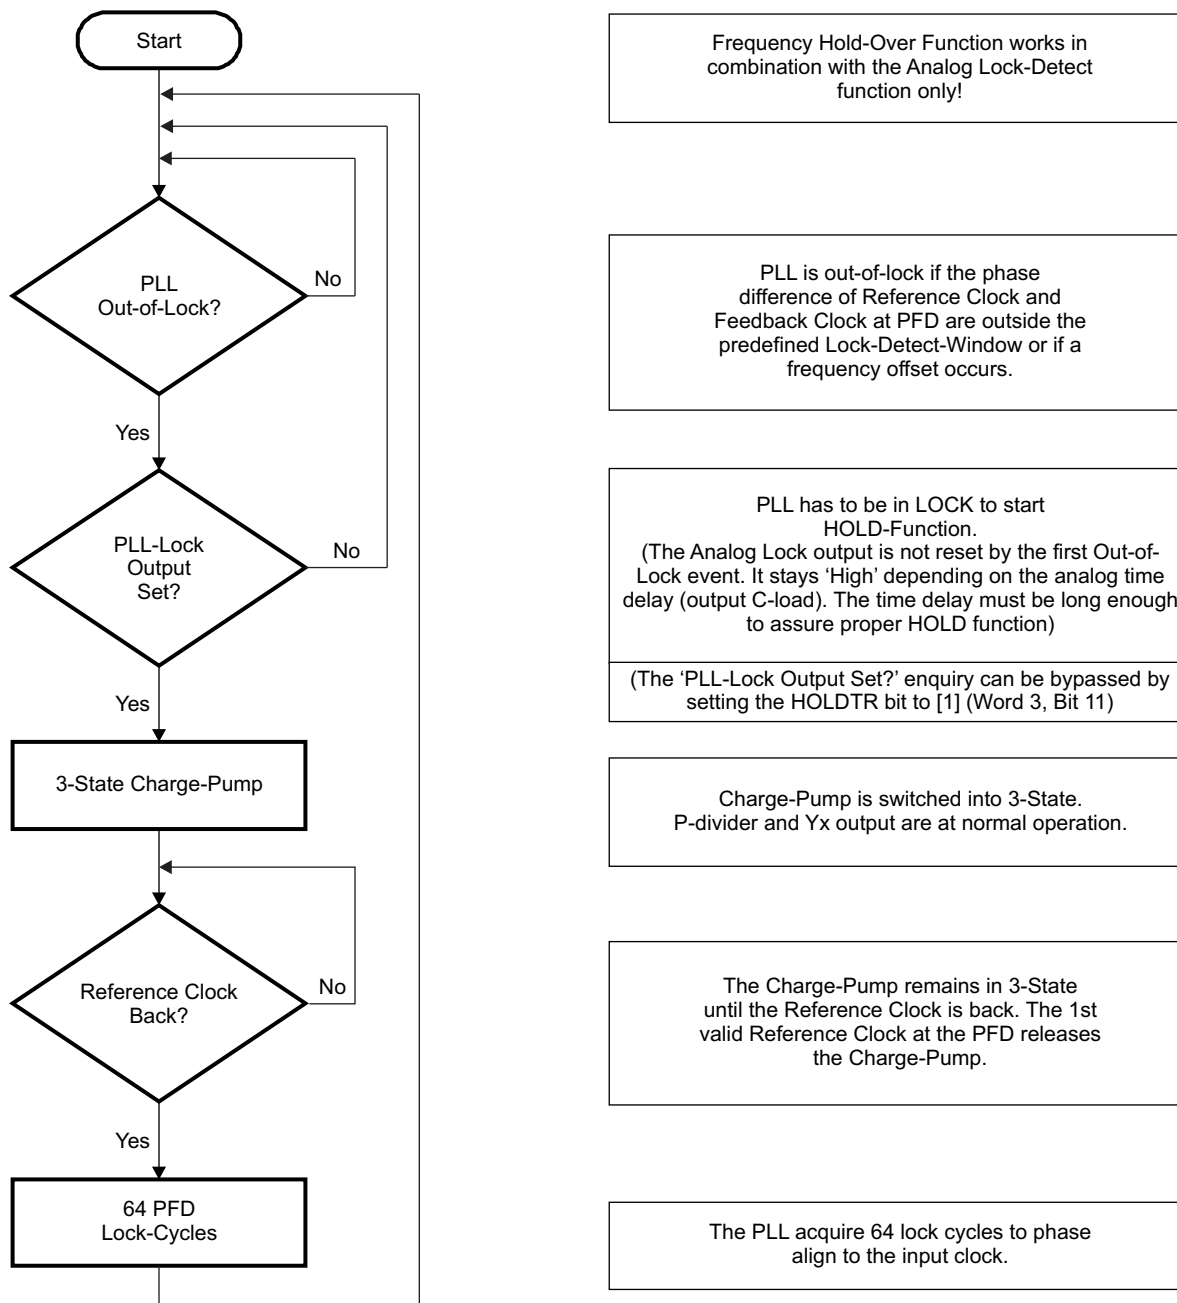 Start
Frequency Hold-Over Function works in
combination with the Analog Lock-Detect
function only!
PLL
Out-of-Lock?
No
Yes
PLL is out-of-lock if the phase
difference of Reference Clock and
Feedback Clock at PFD are outside the
predefined Lock-Detect-Window or if a
frequency offset occurs.
PLL-Lock
Output
Set?
No
Yes
PLL has to be in LOCK to start
HOLD-Function.
(The Analog Lock output is not reset by the first Out-of-
Lock event. It stays ‘High’ depending on the analog time
delay (output C-load). The time delay must be long enough
to assure proper HOLD function)
(The ‘PLL-Lock Output Set?’ enquiry can be bypassed by
setting the HOLDTR bit to [1] (Word 3, Bit 11)
3-State Charge-Pump
Charge-Pump is switched into 3-State.
P-divider and Yx output are at normal operation.
Reference Clock
Back?
No
Yes
The Charge-Pump remains in 3-State
until the Reference Clock is back. The 1st
valid Reference Clock at the PFD releases
the Charge-Pump.
64 PFD
Lock-Cycles
The PLL acquire 64 lock cycles to phase
align to the input clock.